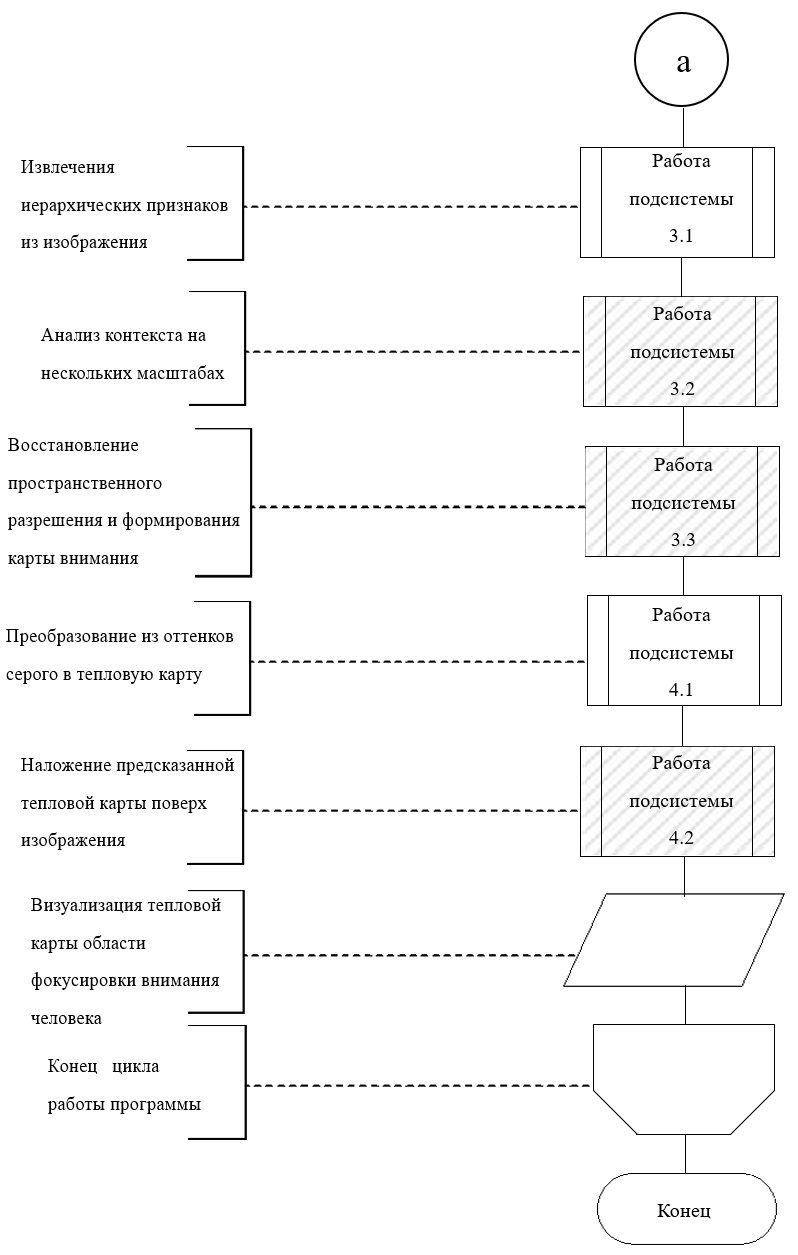 а
Извлечения
иерархических признаков
из изображения
Работа
подсистемы
3.1
Анализ контекста на
нескольких масштабах
Работа
подсистемы
3.2
Восстановление
пространственного
разрешения и формирования
карты внимания
Работа
подсистемы
3.3
Преобразование из оттенков
серого в тепловую карту
Работа
подсистемы
4.1
Наложение предсказанной
тепловой карты поверх
изображения
Работа
подсистемы
4.2
Визуализация тепловой
карты области
фокусировки внимания
человека
Конец цикла
работы программы
Конец